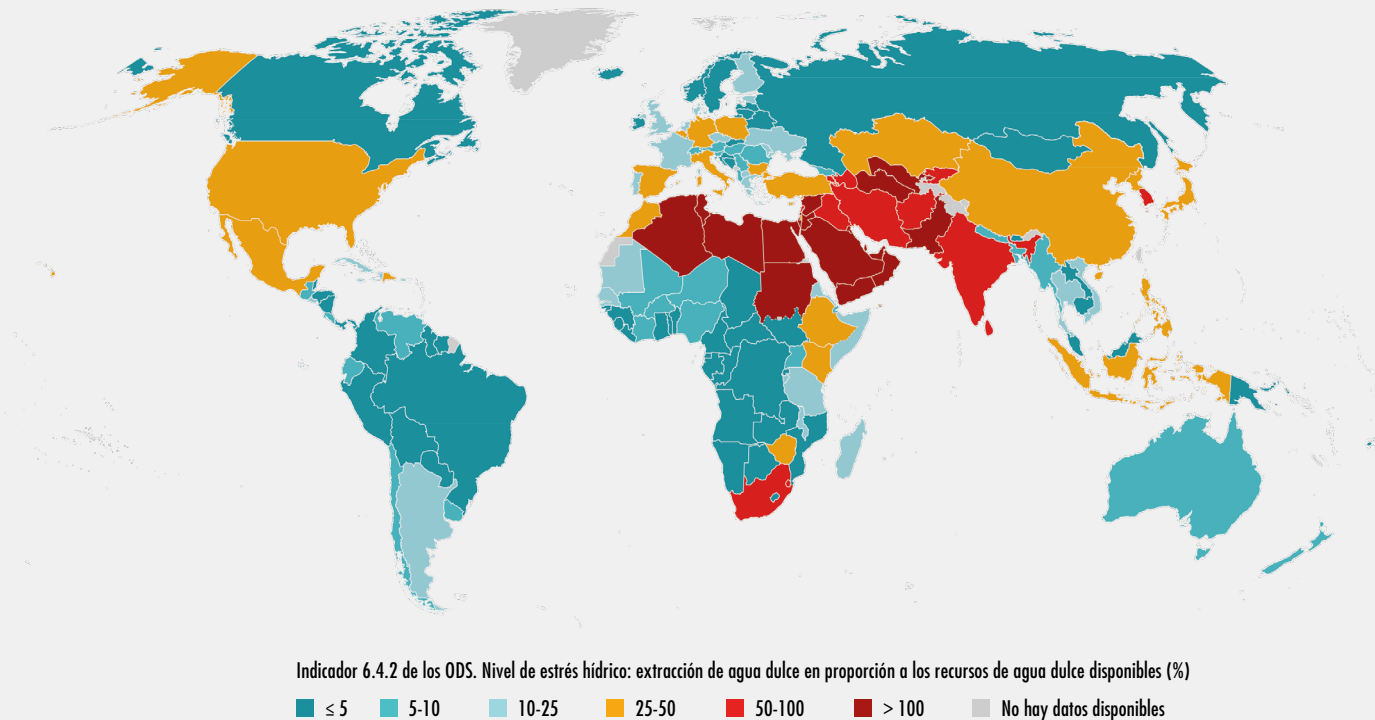 Indicador 6.4.2 de los ODS. Nivel de estrés hídrico: extracción de agua dulce en proporción a los recursos de agua dulce disponibles (%)
≤ 5 5-10 10-25 25-50 50-100 > 100 No hay datos disponibles